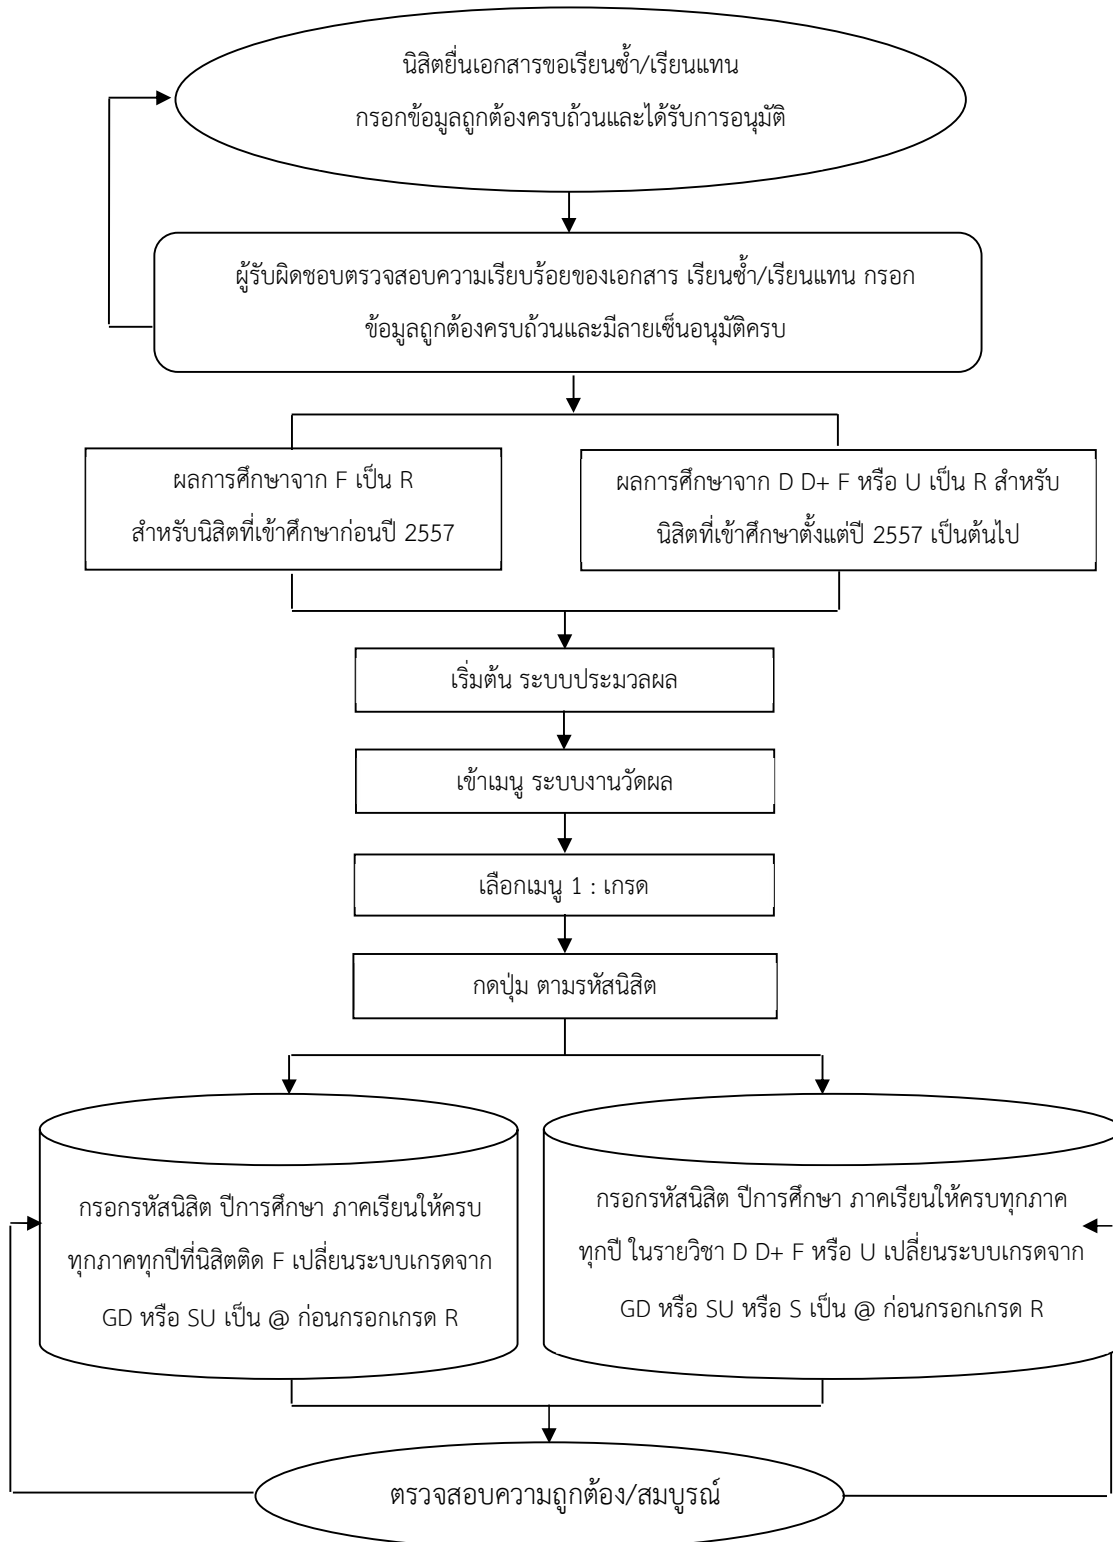 นิสิตยื่นเอกสารขอเรียนซ้ำ/เรียนแทน
กรอกข้อมูลถูกต้องครบถ้วนและได้รับการอนุมัติ
ผู้รับผิดชอบตรวจสอบความเรียบร้อยของเอกสาร เรียนซ้ำ/เรียนแทน กรอก
ข้อมูลถูกต้องครบถ้วนและมีลายเซ็นอนุมัติครบ
ผลการศึกษาจาก F เป็น R
สำหรับนิสิตที่เข้าศึกษาก่อนปี 2557
ผลการศึกษาจาก D D+ F หรือ U เป็น R สำหรับ
นิสิตที่เข้าศึกษาตั้งแต่ปี 2557 เป็นต้นไป
เริ่มต้น ระบบประมวลผล
เข้าเมนู ระบบงานวัดผล
เลือกเมนู 1 : เกรด
กดปุ่ม ตามรหัสนิสิต
กรอกรหัสนิสิต ปีการศึกษา ภาคเรียนให้ครบ
ทุกภาคทุกปีที่นิสิตติด F เปลี่ยนระบบเกรดจาก
GD หรือ SU เป็น @ ก่อนกรอกเกรด R
กรอกรหัสนิสิต ปีการศึกษา ภาคเรียนให้ครบทุกภาค
ทุกปี ในรายวิชา D D+ F หรือ U เปลี่ยนระบบเกรดจาก
GD หรือ SU หรือ S เป็น @ ก่อนกรอกเกรด R
ตรวจสอบความถูกต้อง/สมบูรณ์